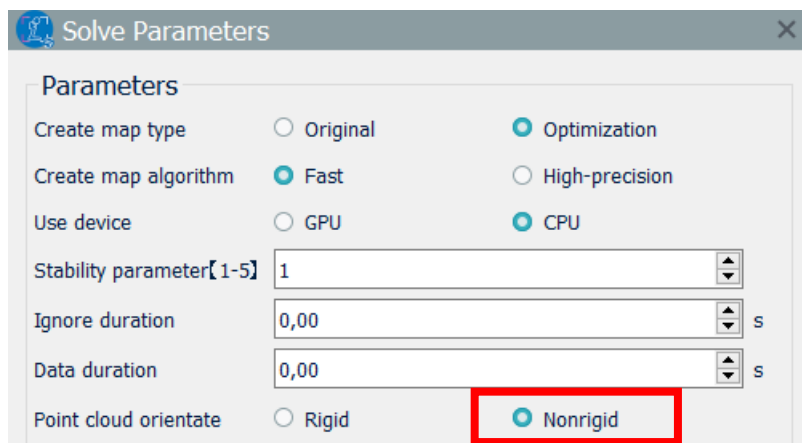 Solve Parameters
Parameters
Create map type Original Optimization
Create map algorithm Fast High-precision
Use device GPU CPU
Stability parameter【1-5】 1
Ignore duration 0,00 s
Data duration 0,00 s
Point cloud orientate Rigid Nonrigid